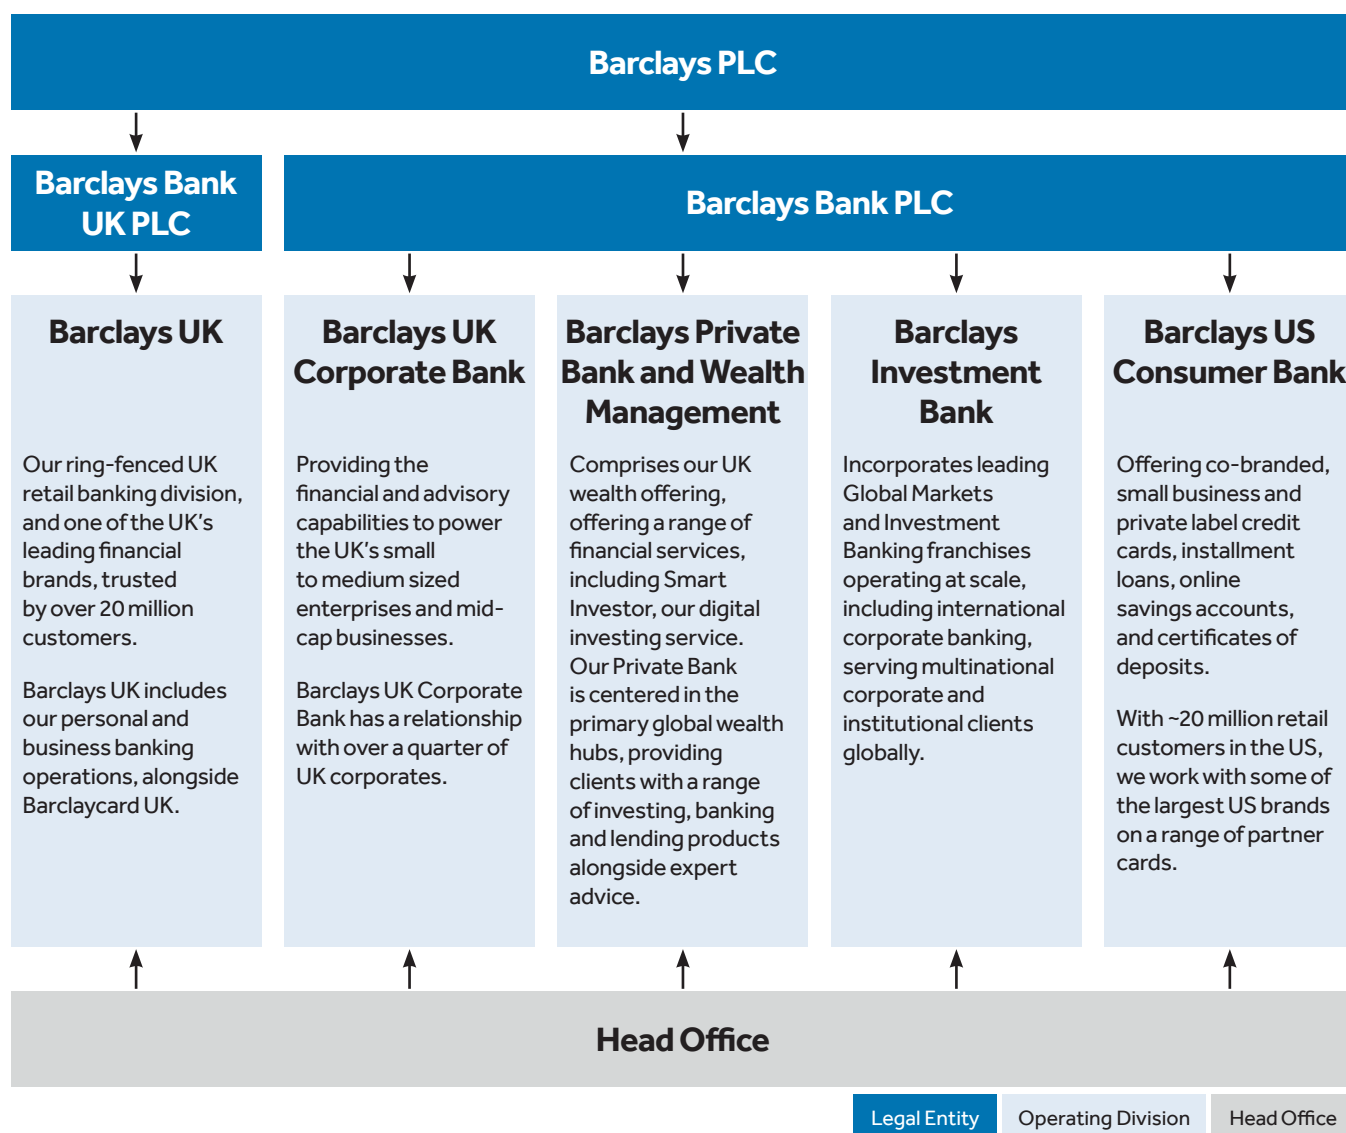 Barclays PLC
Barclays Bank
UK PLC
Barclays Bank PLC
Barclays UK
Our ring-fenced UK
retail banking division,
and one of the UK's
leading financial
brands, trusted
by over 20 million
customers.
Barclays UK includes
our personal and
business banking
operations, alongside
Barclaycard UK.
Barclays UK
Corporate Bank
Providing the
financial and advisory
capabilities to power
the UK's small
to medium sized
enterprises and mid-
cap businesses.
Barclays UK Corporate
Bank has a relationship
with over a quarter of
UK corporates.
Barclays Private
Bank and Wealth
Management
Comprises our UK
wealth offering,
offering a range of
financial services,
including Smart
Investor, our digital
investing service.
Our Private Bank
is centered in the
primary global wealth
hubs, providing
clients with a range
of investing, banking
and lending products
alongside expert
advice.
Barclays
Investment
Bank
Incorporates leading
Global Markets
and Investment
Banking franchises
operating at scale,
including international
corporate banking,
serving multinational
corporate and
institutional clients
globally.
Barclays US
Consumer Bank
Offering co-branded,
small business and
private label credit
cards, installment
loans, online
savings accounts,
and certificates of
deposits.
With ~20 million retail
customers in the US,
we work with some of
the largest US brands
on a range of partner
cards.
Head Office
Legal Entity
Operating Division
Head Office